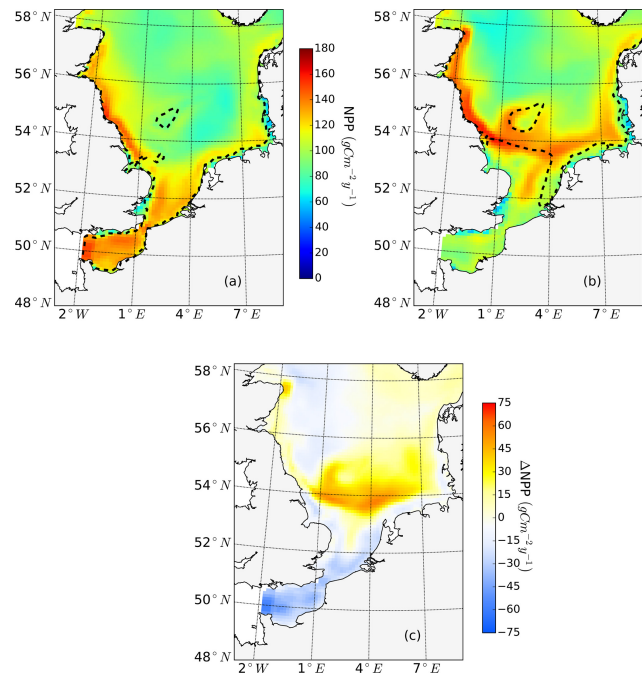 58° N
56° N
54° N
52° N
50° N
48° N
2° W
1° E
4° E
7° E
(a)
180
160
140
120
100
80
60
40
20
0
NPP (gCm⁻²y⁻¹)
58° N
56° N
54° N
52° N
50° N
48° N
2° W
1° E
4° E
7° E
(b)
58° N
56° N
54° N
52° N
50° N
48° N
2° W
1° E
4° E
7° E
(c)
75
60
45
30
15
0
−15
−30
−45
−60
−75
ΔNPP (gCm⁻²y⁻¹)